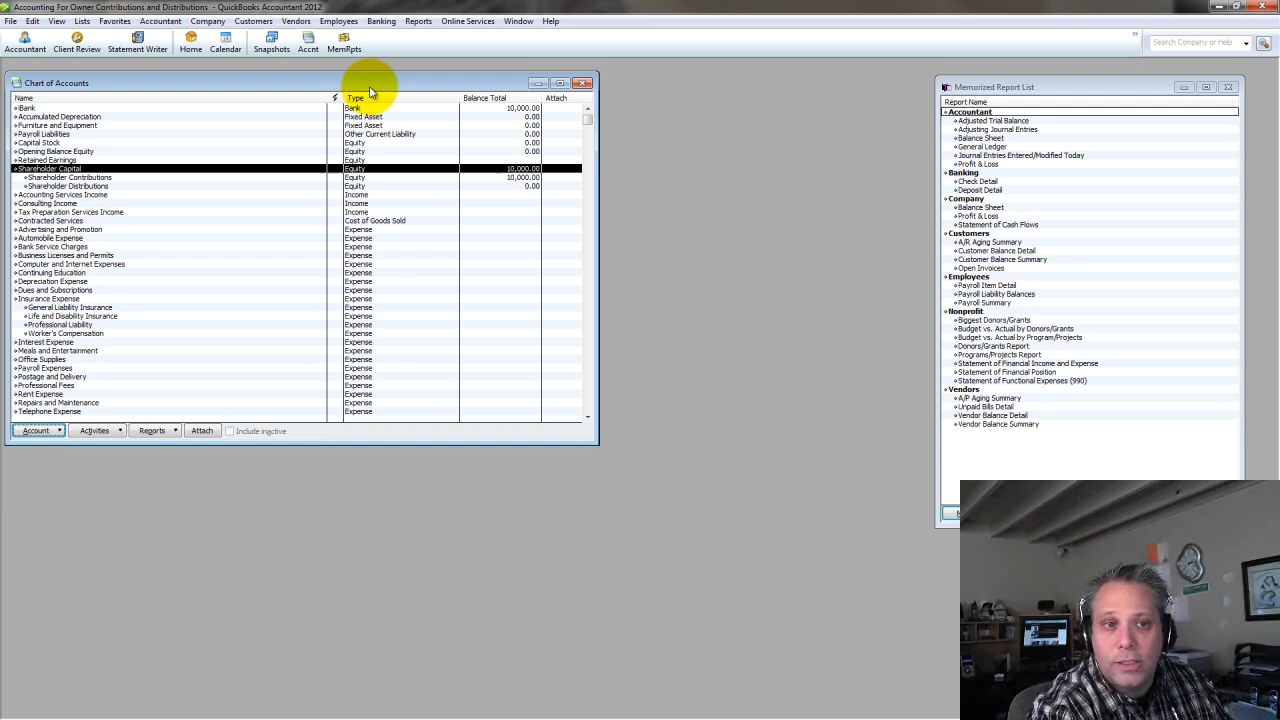 Accounting For Owner Contributions and Distributions - QuickBooks Accountant 2012
File Edit View Lists Favorites Accountant Company Customers Vendors Employees Banking Reports Online Services Window Help
Accountant Client Review Statement Writer Home Calendar Snapshots Accnt MemRpts
Search Company or Help
Chart of Accounts
Name Type Balance Total Attach
Bank Bank 10,000.00
Accumulated Depreciation Fixed Asset 0.00
Furniture and Equipment Fixed Asset 0.00
Payroll Liabilities Other Current Liability 0.00
Capital Stock Equity 0.00
Opening Balance Equity Equity 0.00
Retained Earnings Equity
Shareholder Capital Equity 10,000.00
Shareholder Contributions Equity 10,000.00
Shareholder Distributions Equity 0.00
Accounting Services Income Income
Consulting Income Income
Tax Preparation Services Income Income
Contracted Services Cost of Goods Sold
Advertising and Promotion Expense
Automobile Expense Expense
Bank Service Charges Expense
Business Licenses and Permits Expense
Computer and Internet Expenses Expense
Continuing Education Expense
Depreciation Expense Expense
Dues and Subscriptions Expense
Insurance Expense Expense
General Liability Insurance Expense
Life and Disability Insurance Expense
Professional Liability Expense
Worker's Compensation Expense
Interest Expense Expense
Meals and Entertainment Expense
Office Supplies Expense
Payroll Expenses Expense
Postage and Delivery Expense
Professional Fees Expense
Rent Expense Expense
Repairs and Maintenance Expense
Telephone Expense Expense
Account Activities Reports Attach Include inactive
Memorized Report List
Report Name
Accountant
Adjusted Trial Balance
Adjusting Journal Entries
Balance Sheet
General Ledger
Journal Entries Entered/Modified Today
Profit & Loss
Banking
Check Detail
Deposit Detail
Company
Balance Sheet
Profit & Loss
Statement of Cash Flows
Customers
A/R Aging Summary
Customer Balance Detail
Customer Balance Summary
Open Invoices
Employees
Payroll Item Detail
Payroll Liability Balances
Payroll Summary
Nonprofit
Biggest Donors/Grants
Budget vs. Actual by Donors/Grants
Budget vs. Actual by Program/Projects
Donors/Grants Report
Programs/Projects Report
Statement of Financial Income and Expense
Statement of Financial Position
Statement of Functional Expenses (990)
Vendors
A/P Aging Summary
Unpaid Bills Detail
Vendor Balance Detail
Vendor Balance Summary